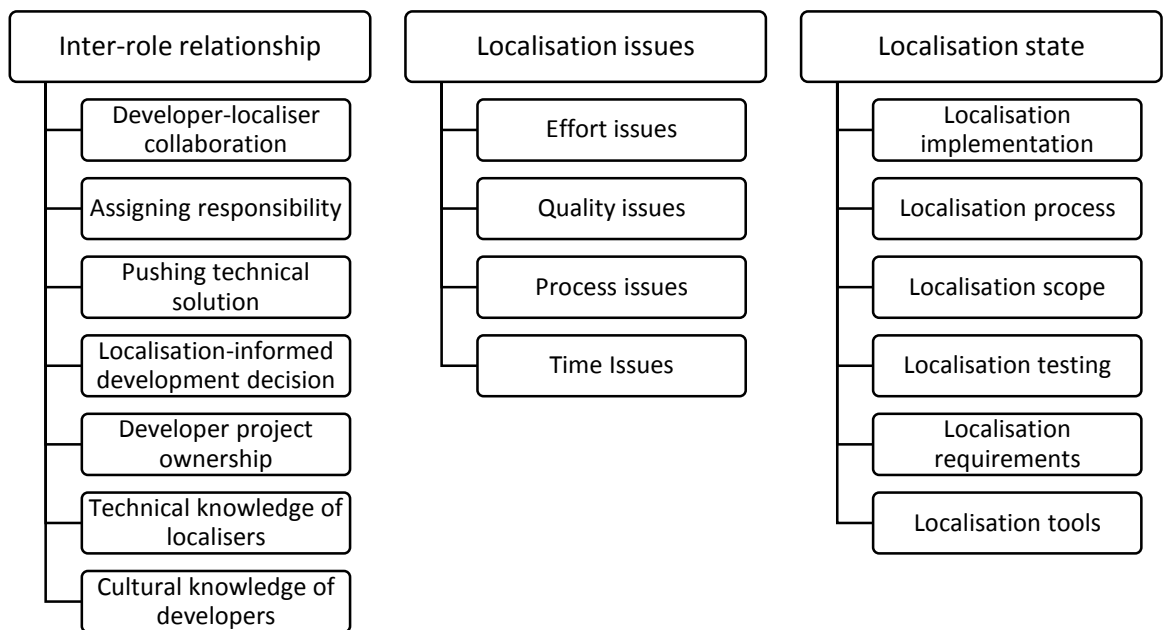 Inter-role relationship
Developer-localiser
collaboration
Assigning responsibility
Pushing technical
solution
Localisation-informed
development decision
Developer project
ownership
Technical knowledge of
localisers
Cultural knowledge of
developers
Localisation issues
Effort issues
Quality issues
Process issues
Time Issues
Localisation state
Localisation
implementation
Localisation process
Localisation scope
Localisation testing
Localisation
requirements
Localisation tools